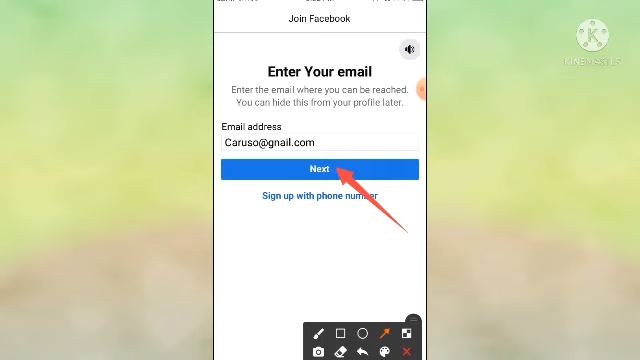 Join Facebook
Enter Your email
Enter the email where you can be reached.
You can hide this from your profile later.
Email address
Caruso@gnail.com
Next
Sign up with phone number
K
KINEMASTER